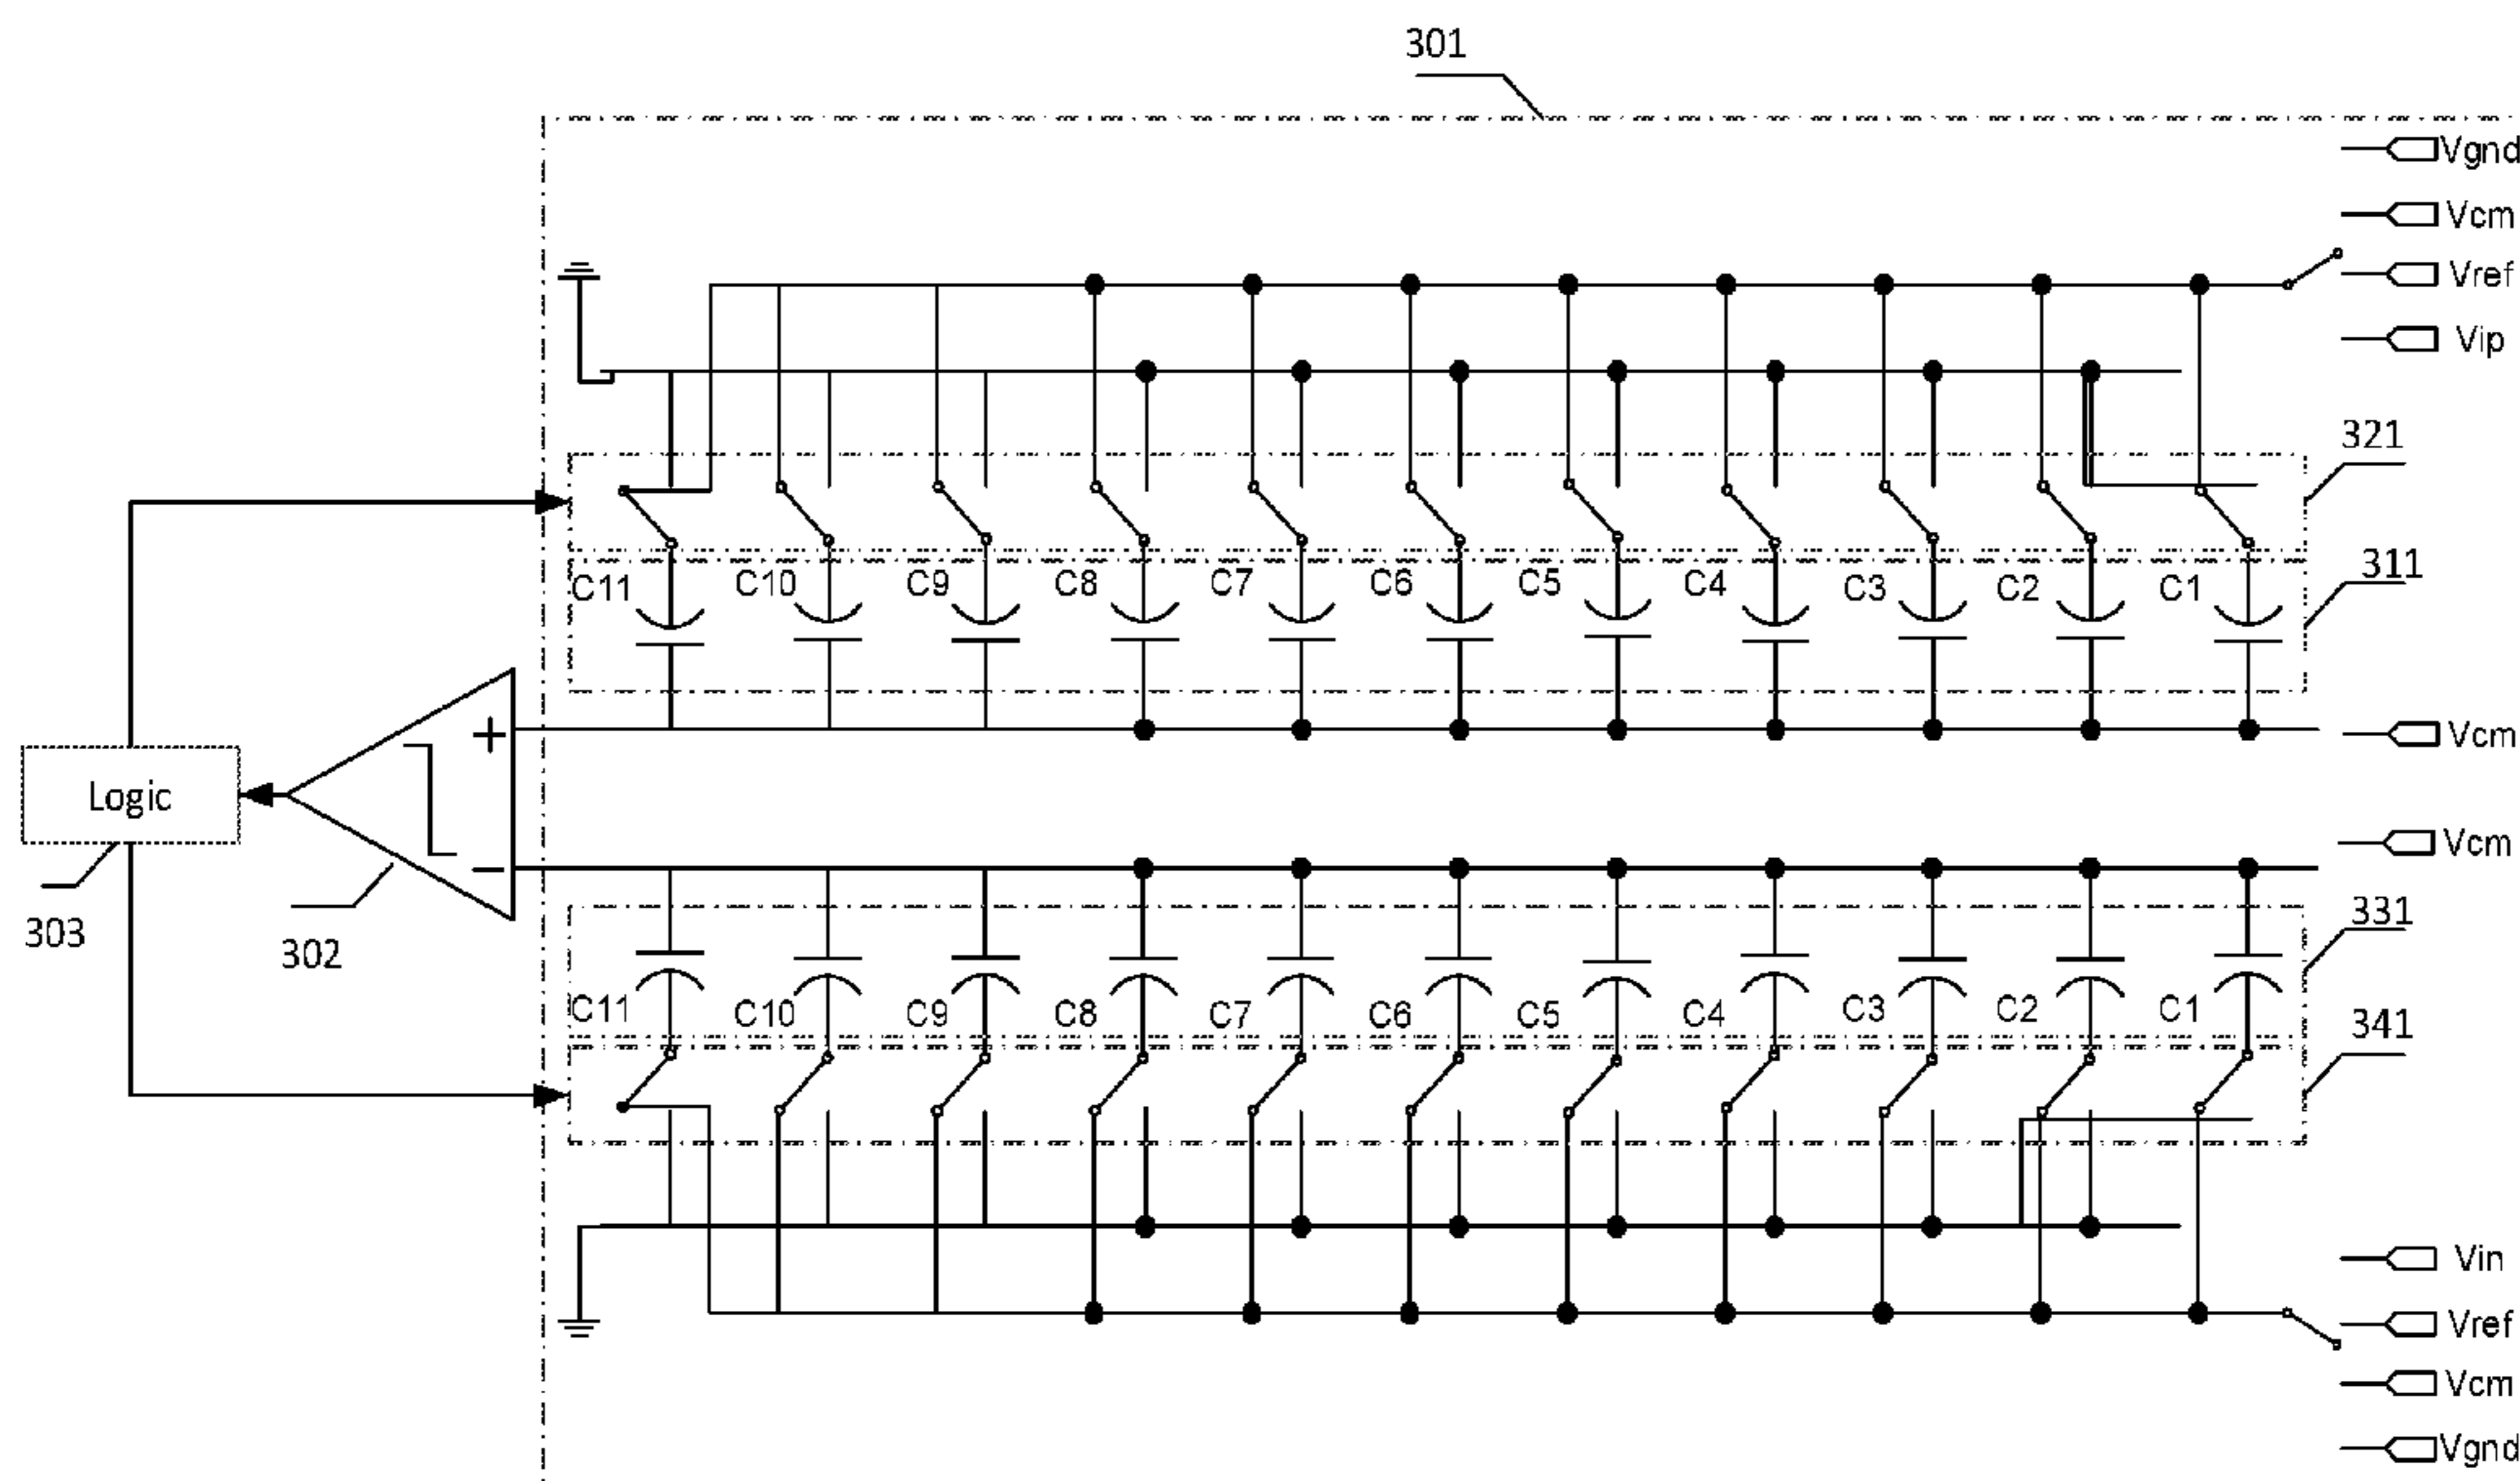 301
Vgnd
Vcm
Vref
Vip
321
311
C11 C10 C9 C8 C7 C6 C5 C4 C3 C2 C1
+
Vcm
Logic
Vcm
−
303
302
331
C11 C10 C9 C8 C7 C6 C5 C4 C3 C2 C1
341
Vin
Vref
Vcm
Vgnd